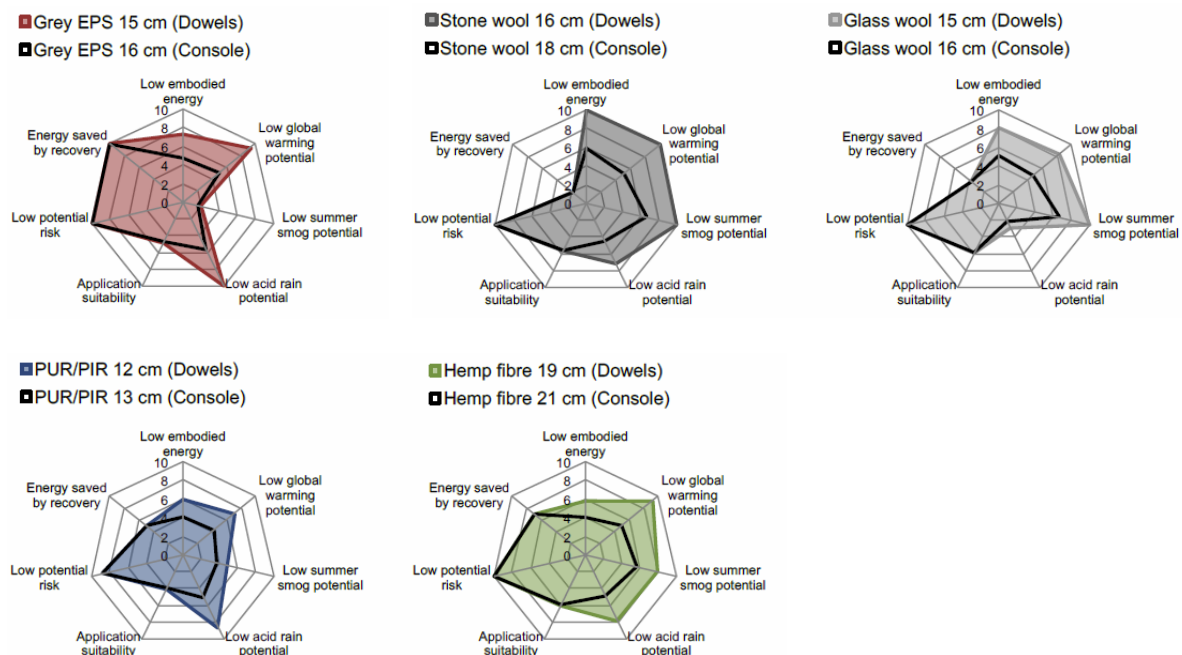 Grey EPS 15 cm (Dowels)
Grey EPS 16 cm (Console)
Low embodied
energy
10
8
6
4
2
0
Energy saved
by recovery
Low global
warming
potential
Low potential
risk
Low summer
smog potential
Application
suitability
Low acid rain
potential
Stone wool 16 cm (Dowels)
Stone wool 18 cm (Console)
Low embodied
energy
10
8
6
4
2
0
Energy saved
by recovery
Low global
warming
potential
Low potential
risk
Low summer
smog potential
Application
suitability
Low acid rain
potential
Glass wool 15 cm (Dowels)
Glass wool 16 cm (Console)
Low embodied
energy
10
8
6
4
2
0
Energy saved
by recovery
Low global
warming
potential
Low potential
risk
Low summer
smog potential
Application
suitability
Low acid rain
potential
PUR/PIR 12 cm (Dowels)
PUR/PIR 13 cm (Console)
Low embodied
energy
10
8
6
4
2
0
Energy saved
by recovery
Low global
warming
potential
Low potential
risk
Low summer
smog potential
Application
suitability
Low acid rain
potential
Hemp fibre 19 cm (Dowels)
Hemp fibre 21 cm (Console)
Low embodied
energy
10
8
6
4
2
0
Energy saved
by recovery
Low global
warming
potential
Low potential
risk
Low summer
smog potential
Application
suitability
Low acid rain
potential